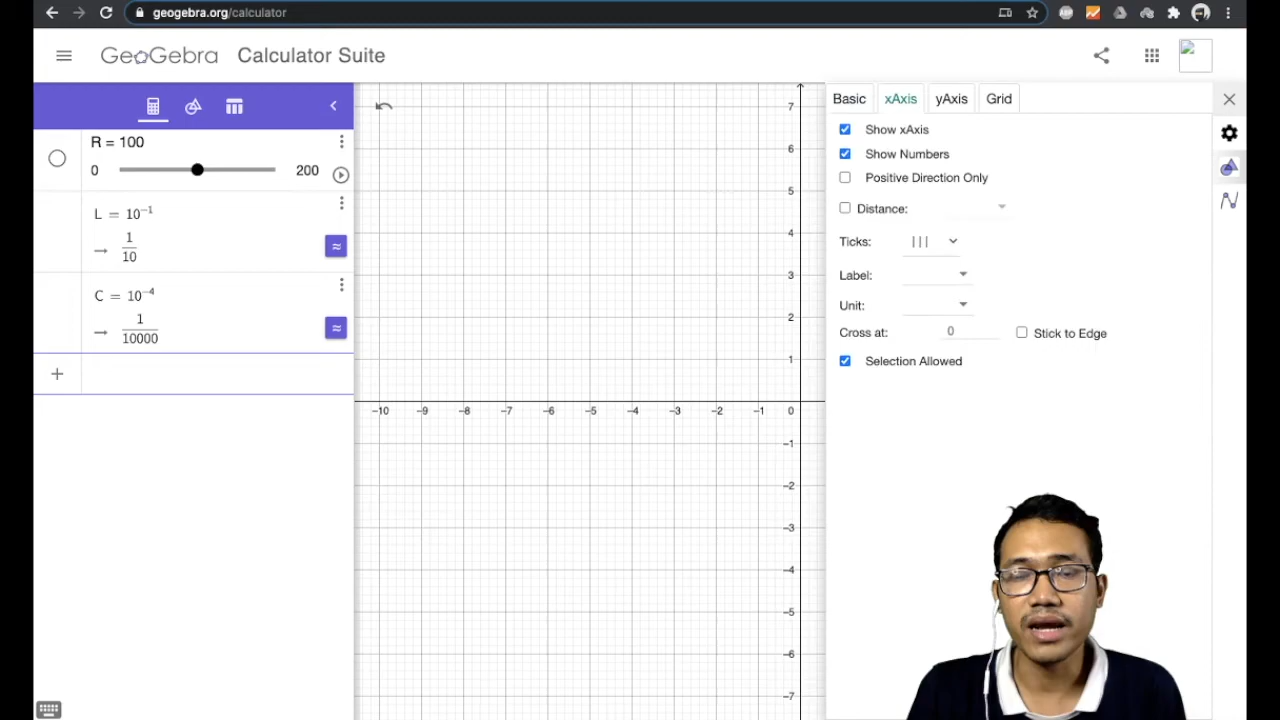 geogebra.org/calculator
GeoGebra Calculator Suite
R = 100
0 200
L = 10⁻¹
→ 1/10
≈
C = 10⁻⁴
→ 1/10000
≈
+
7
6
5
4
3
2
1
-10 -9 -8 -7 -6 -5 -4 -3 -2 -1 0
-1
-2
-3
-4
-5
-6
-7
Basic xAxis yAxis Grid
Show xAxis
Show Numbers
Positive Direction Only
Distance:
Ticks: | | |
Label:
Unit:
Cross at: 0 Stick to Edge
Selection Allowed